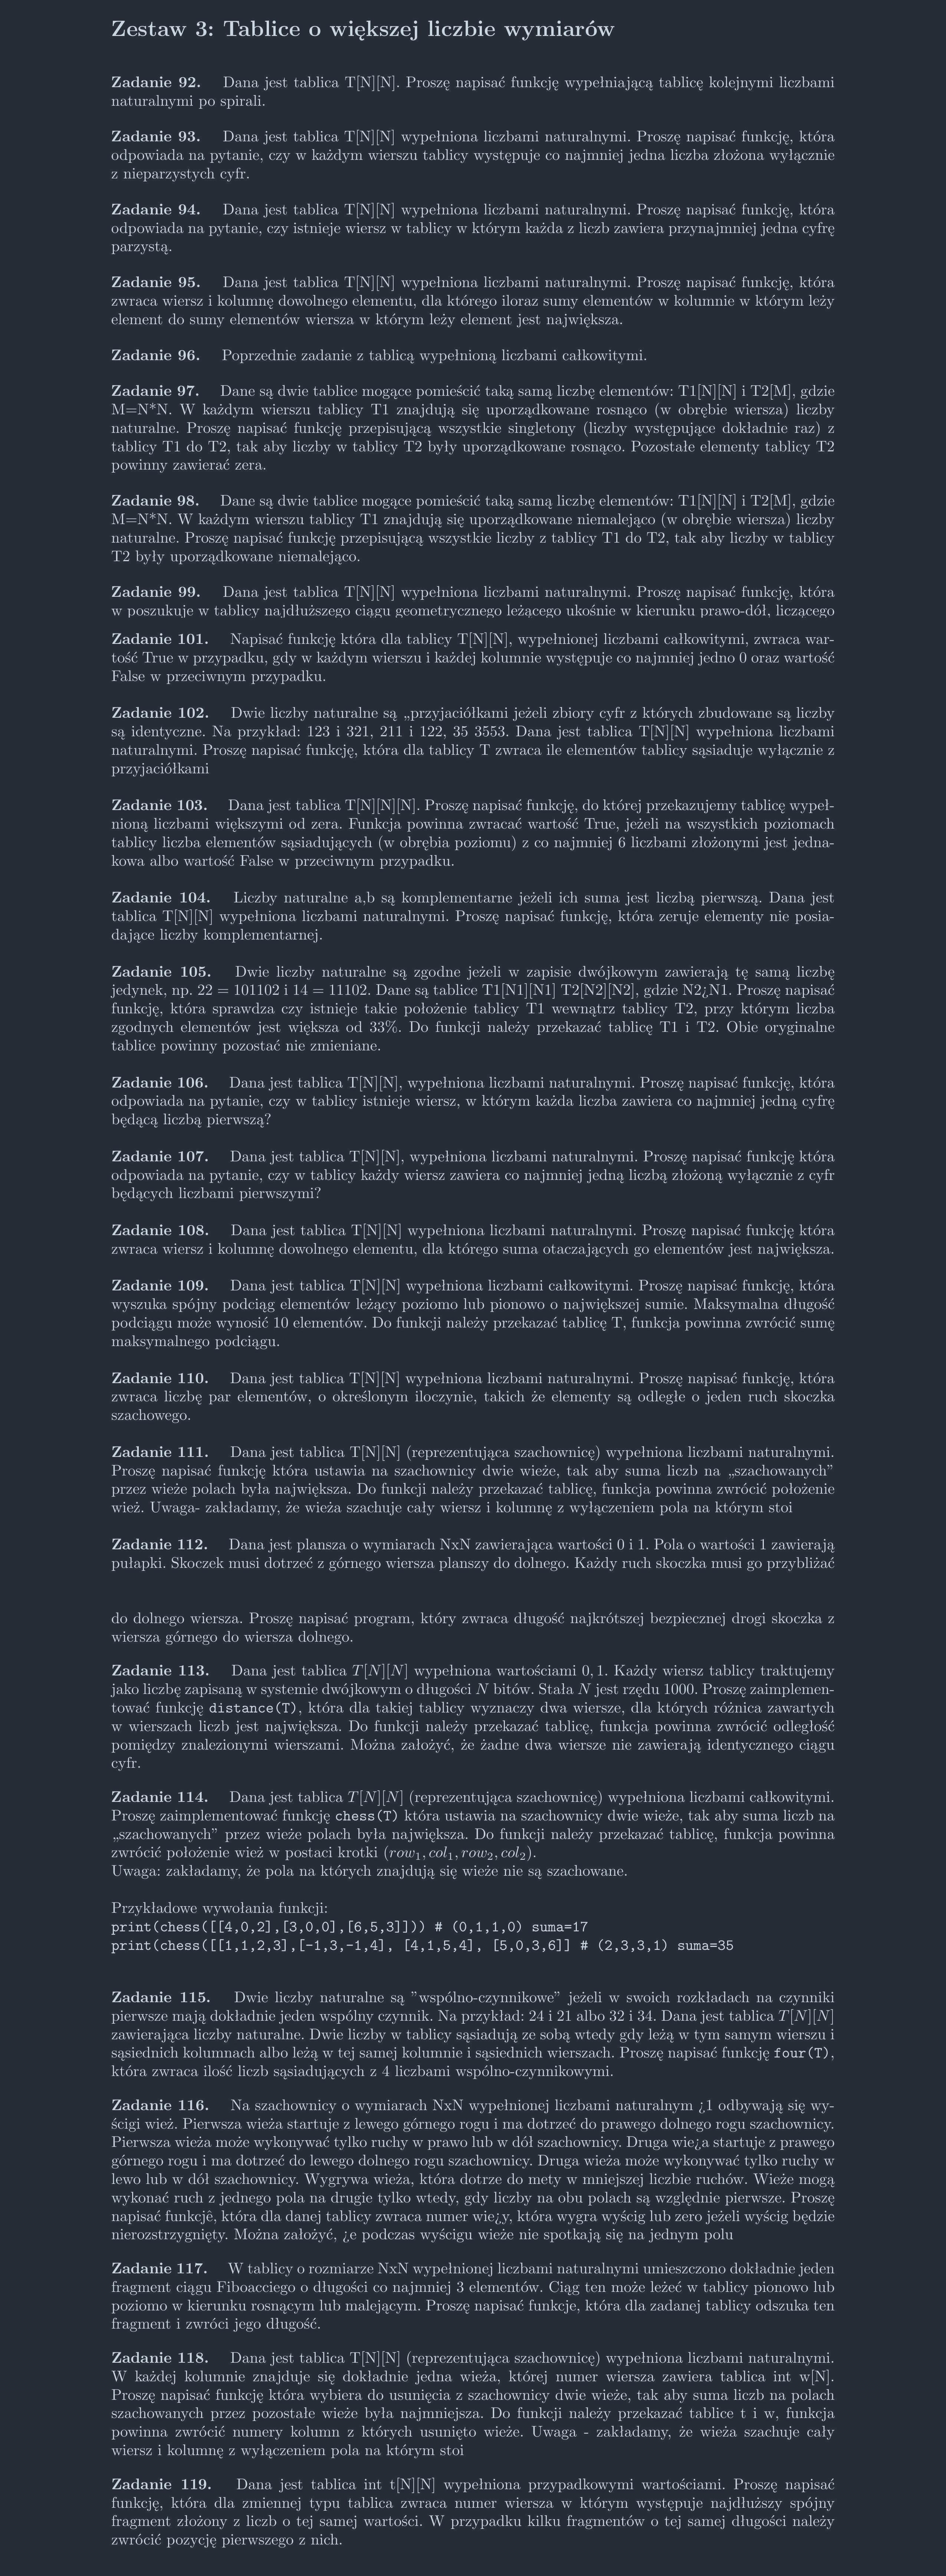 Zestaw 3: Tablice o większej liczbie wymiarów
Zadanie 92. Dana jest tablica T[N][N]. Proszę napisać funkcję wypełniającą tablicę kolejnymi liczbami
naturalnymi po spirali.
Zadanie 93. Dana jest tablica T[N][N] wypełniona liczbami naturalnymi. Proszę napisać funkcję, która
odpowiada na pytanie, czy w każdym wierszu tablicy występuje co najmniej jedna liczba złożona wyłącznie
z nieparzystych cyfr.
Zadanie 94. Dana jest tablica T[N][N] wypełniona liczbami naturalnymi. Proszę napisać funkcję, która
odpowiada na pytanie, czy istnieje wiersz w tablicy w którym każda z liczb zawiera przynajmniej jedna cyfrę
parzystą.
Zadanie 95. Dana jest tablica T[N][N] wypełniona liczbami naturalnymi. Proszę napisać funkcję, która
zwraca wiersz i kolumnę dowolnego elementu, dla którego iloraz sumy elementów w kolumnie w którym leży
element do sumy elementów wiersza w którym leży element jest największa.
Zadanie 96. Poprzednie zadanie z tablicą wypełnioną liczbami całkowitymi.
Zadanie 97. Dane są dwie tablice mogące pomieścić taką samą liczbę elementów: T1[N][N] i T2[M], gdzie
M=N*N. W każdym wierszu tablicy T1 znajdują się uporządkowane rosnąco (w obrębie wiersza) liczby
naturalne. Proszę napisać funkcję przepisującą wszystkie singletony (liczby występujące dokładnie raz) z
tablicy T1 do T2, tak aby liczby w tablicy T2 były uporządkowane rosnąco. Pozostałe elementy tablicy T2
powinny zawierać zera.
Zadanie 98. Dane są dwie tablice mogące pomieścić taką samą liczbę elementów: T1[N][N] i T2[M], gdzie
M=N*N. W każdym wierszu tablicy T1 znajdują się uporządkowane niemalejąco (w obrębie wiersza) liczby
naturalne. Proszę napisać funkcję przepisującą wszystkie liczby z tablicy T1 do T2, tak aby liczby w tablicy
T2 były uporządkowane niemalejąco.
Zadanie 99. Dana jest tablica T[N][N] wypełniona liczbami naturalnymi. Proszę napisać funkcję, która
w poszukuje w tablicy najdłuższego ciągu geometrycznego leżącego ukośnie w kierunku prawo-dół, liczącego
Zadanie 101. Napisać funkcję która dla tablicy T[N][N], wypełnionej liczbami całkowitymi, zwraca war-
tość True w przypadku, gdy w każdym wierszu i każdej kolumnie występuje co najmniej jedno 0 oraz wartość
False w przeciwnym przypadku.
Zadanie 102. Dwie liczby naturalne są „przyjaciółkami jeżeli zbiory cyfr z których zbudowane są liczby
są identyczne. Na przykład: 123 i 321, 211 i 122, 35 3553. Dana jest tablica T[N][N] wypełniona liczbami
naturalnymi. Proszę napisać funkcję, która dla tablicy T zwraca ile elementów tablicy sąsiaduje wyłącznie z
przyjaciółkami
Zadanie 103. Dana jest tablica T[N][N][N]. Proszę napisać funkcję, do której przekazujemy tablicę wypeł-
nioną liczbami większymi od zera. Funkcja powinna zwracać wartość True, jeżeli na wszystkich poziomach
tablicy liczba elementów sąsiadujących (w obrębia poziomu) z co najmniej 6 liczbami złożonymi jest jedna-
kowa albo wartość False w przeciwnym przypadku.
Zadanie 104. Liczby naturalne a,b są komplementarne jeżeli ich suma jest liczbą pierwszą. Dana jest
tablica T[N][N] wypełniona liczbami naturalnymi. Proszę napisać funkcję, która zeruje elementy nie posia-
dające liczby komplementarnej.
Zadanie 105. Dwie liczby naturalne są zgodne jeżeli w zapisie dwójkowym zawierają tę samą liczbę
jedynek, np. 22 = 101102 i 14 = 11102. Dane są tablice T1[N1][N1] T2[N2][N2], gdzie N2¿N1. Proszę napisać
funkcję, która sprawdza czy istnieje takie położenie tablicy T1 wewnątrz tablicy T2, przy którym liczba
zgodnych elementów jest większa od 33%. Do funkcji należy przekazać tablicę T1 i T2. Obie oryginalne
tablice powinny pozostać nie zmieniane.
Zadanie 106. Dana jest tablica T[N][N], wypełniona liczbami naturalnymi. Proszę napisać funkcję, która
odpowiada na pytanie, czy w tablicy istnieje wiersz, w którym każda liczba zawiera co najmniej jedną cyfrę
będącą liczbą pierwszą?
Zadanie 107. Dana jest tablica T[N][N], wypełniona liczbami naturalnymi. Proszę napisać funkcję która
odpowiada na pytanie, czy w tablicy każdy wiersz zawiera co najmniej jedną liczbą złożoną wyłącznie z cyfr
będących liczbami pierwszymi?
Zadanie 108. Dana jest tablica T[N][N] wypełniona liczbami naturalnymi. Proszę napisać funkcję która
zwraca wiersz i kolumnę dowolnego elementu, dla którego suma otaczających go elementów jest największa.
Zadanie 109. Dana jest tablica T[N][N] wypełniona liczbami całkowitymi. Proszę napisać funkcję, która
wyszuka spójny podciąg elementów leżący poziomo lub pionowo o największej sumie. Maksymalna długość
podciągu może wynosić 10 elementów. Do funkcji należy przekazać tablicę T, funkcja powinna zwrócić sumę
maksymalnego podciągu.
Zadanie 110. Dana jest tablica T[N][N] wypełniona liczbami naturalnymi. Proszę napisać funkcję, która
zwraca liczbę par elementów, o określonym iloczynie, takich że elementy są odległe o jeden ruch skoczka
szachowego.
Zadanie 111. Dana jest tablica T[N][N] (reprezentująca szachownicę) wypełniona liczbami naturalnymi.
Proszę napisać funkcję która ustawia na szachownicy dwie wieże, tak aby suma liczb na „szachowanych”
przez wieże polach była największa. Do funkcji należy przekazać tablicę, funkcja powinna zwrócić położenie
wież. Uwaga- zakładamy, że wieża szachuje cały wiersz i kolumnę z wyłączeniem pola na którym stoi
Zadanie 112. Dana jest plansza o wymiarach NxN zawierająca wartości 0 i 1. Pola o wartości 1 zawierają
pułapki. Skoczek musi dotrzeć z górnego wiersza planszy do dolnego. Każdy ruch skoczka musi go przybliżać
do dolnego wiersza. Proszę napisać program, który zwraca długość najkrótszej bezpiecznej drogi skoczka z
wiersza górnego do wiersza dolnego.
Zadanie 113. Dana jest tablica T[N][N] wypełniona wartościami 0, 1. Każdy wiersz tablicy traktujemy
jako liczbę zapisaną w systemie dwójkowym o długości N bitów. Stała N jest rzędu 1000. Proszę zaimplemen-
tować funkcję distance(T), która dla takiej tablicy wyznaczy dwa wiersze, dla których różnica zawartych
w wierszach liczb jest największa. Do funkcji należy przekazać tablicę, funkcja powinna zwrócić odległość
pomiędzy znalezionymi wierszami. Można założyć, że żadne dwa wiersze nie zawierają identycznego ciągu
cyfr.
Zadanie 114. Dana jest tablica T[N][N] (reprezentująca szachownicę) wypełniona liczbami całkowitymi.
Proszę zaimplementować funkcję chess(T) która ustawia na szachownicy dwie wieże, tak aby suma liczb na
„szachowanych” przez wieże polach była największa. Do funkcji należy przekazać tablicę, funkcja powinna
zwrócić położenie wież w postaci krotki (row₁, col₁, row₂, col₂).
Uwaga: zakładamy, że pola na których znajdują się wieże nie są szachowane.
Przykładowe wywołania funkcji:
print(chess([[4,0,2],[3,0,0],[6,5,3]])) # (0,1,1,0) suma=17
print(chess([[1,1,2,3],[-1,3,-1,4], [4,1,5,4], [5,0,3,6]] # (2,3,3,1) suma=35
Zadanie 115. Dwie liczby naturalne są ”wspólno-czynnikowe” jeżeli w swoich rozkładach na czynniki
pierwsze mają dokładnie jeden wspólny czynnik. Na przykład: 24 i 21 albo 32 i 34. Dana jest tablica T[N][N]
zawierająca liczby naturalne. Dwie liczby w tablicy sąsiadują ze sobą wtedy gdy leżą w tym samym wierszu i
sąsiednich kolumnach albo leżą w tej samej kolumnie i sąsiednich wierszach. Proszę napisać funkcję four(T),
która zwraca ilość liczb sąsiadujących z 4 liczbami wspólno-czynnikowymi.
Zadanie 116. Na szachownicy o wymiarach NxN wypełnionej liczbami naturalnym ¿1 odbywają się wy-
ścigi wież. Pierwsza wieża startuje z lewego górnego rogu i ma dotrzeć do prawego dolnego rogu szachownicy.
Pierwsza wieża może wykonywać tylko ruchy w prawo lub w dół szachownicy. Druga wie¿a startuje z prawego
górnego rogu i ma dotrzeć do lewego dolnego rogu szachownicy. Druga wieża może wykonywać tylko ruchy w
lewo lub w dół szachownicy. Wygrywa wieża, która dotrze do mety w mniejszej liczbie ruchów. Wieże mogą
wykonać ruch z jednego pola na drugie tylko wtedy, gdy liczby na obu polach są względnie pierwsze. Proszę
napisać funkcjê, która dla danej tablicy zwraca numer wie¿y, która wygra wyścig lub zero jeżeli wyścig będzie
nierozstrzygnięty. Można założyć, ¿e podczas wyścigu wieże nie spotkają się na jednym polu
Zadanie 117. W tablicy o rozmiarze NxN wypełnionej liczbami naturalnymi umieszczono dokładnie jeden
fragment ciągu Fiboacciego o długości co najmniej 3 elementów. Ciąg ten może leżeć w tablicy pionowo lub
poziomo w kierunku rosnącym lub malejącym. Proszę napisać funkcje, która dla zadanej tablicy odszuka ten
fragment i zwróci jego długość.
Zadanie 118. Dana jest tablica T[N][N] (reprezentująca szachownicę) wypełniona liczbami naturalnymi.
W każdej kolumnie znajduje się dokładnie jedna wieża, której numer wiersza zawiera tablica int w[N].
Proszę napisać funkcję która wybiera do usunięcia z szachownicy dwie wieże, tak aby suma liczb na polach
szachowanych przez pozostałe wieże była najmniejsza. Do funkcji należy przekazać tablice t i w, funkcja
powinna zwrócić numery kolumn z których usunięto wieże. Uwaga - zakładamy, że wieża szachuje cały
wiersz i kolumnę z wyłączeniem pola na którym stoi
Zadanie 119. Dana jest tablica int t[N][N] wypełniona przypadkowymi wartościami. Proszę napisać
funkcję, która dla zmiennej typu tablica zwraca numer wiersza w którym występuje najdłuższy spójny
fragment złożony z liczb o tej samej wartości. W przypadku kilku fragmentów o tej samej długości należy
zwrócić pozycję pierwszego z nich.